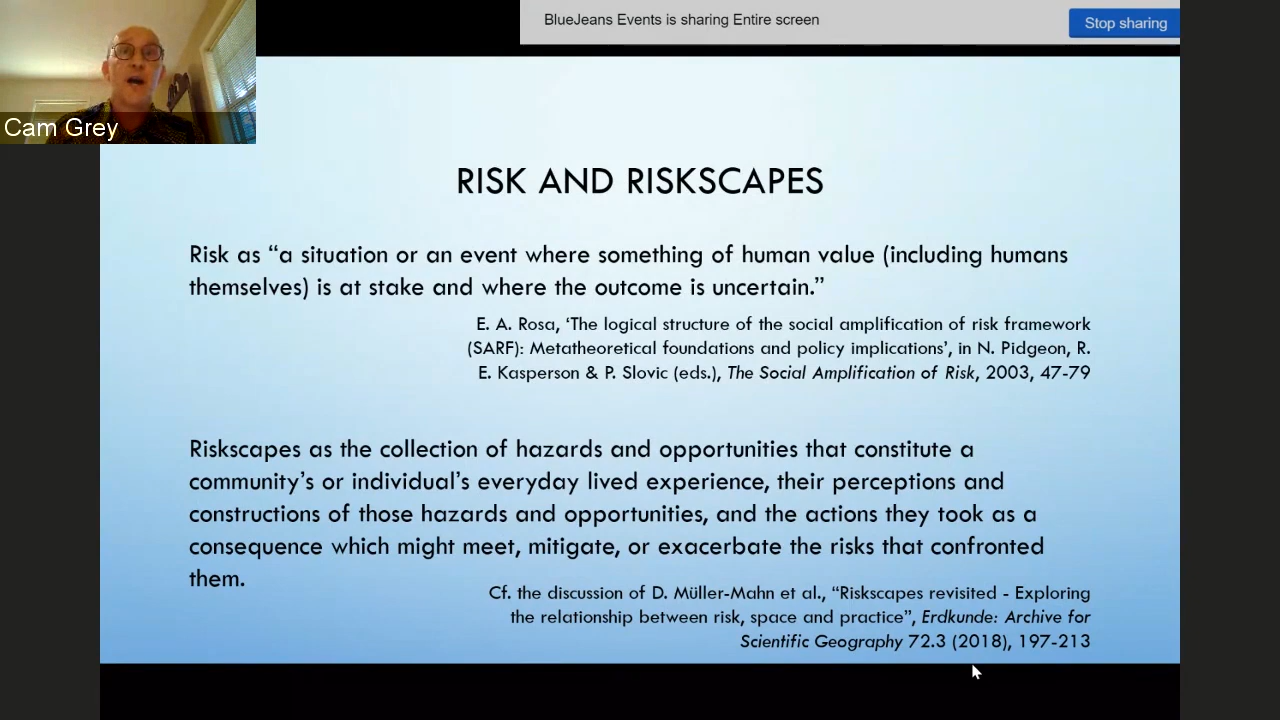 BlueJeans Events is sharing Entire screen
Stop sharing
Cam Grey
RISK AND RISKSCAPES
Risk as “a situation or an event where something of human value (including humans
themselves) is at stake and where the outcome is uncertain.”
E. A. Rosa, ‘The logical structure of the social amplification of risk framework
(SARF): Metatheoretical foundations and policy implications’, in N. Pidgeon, R.
E. Kasperson & P. Slovic (eds.), The Social Amplification of Risk, 2003, 47-79
Riskscapes as the collection of hazards and opportunities that constitute a
community’s or individual’s everyday lived experience, their perceptions and
constructions of those hazards and opportunities, and the actions they took as a
consequence which might meet, mitigate, or exacerbate the risks that confronted
them.
Cf. the discussion of D. Müller-Mahn et al., “Riskscapes revisited - Exploring
the relationship between risk, space and practice”, Erdkunde: Archive for
Scientific Geography 72.3 (2018), 197-213